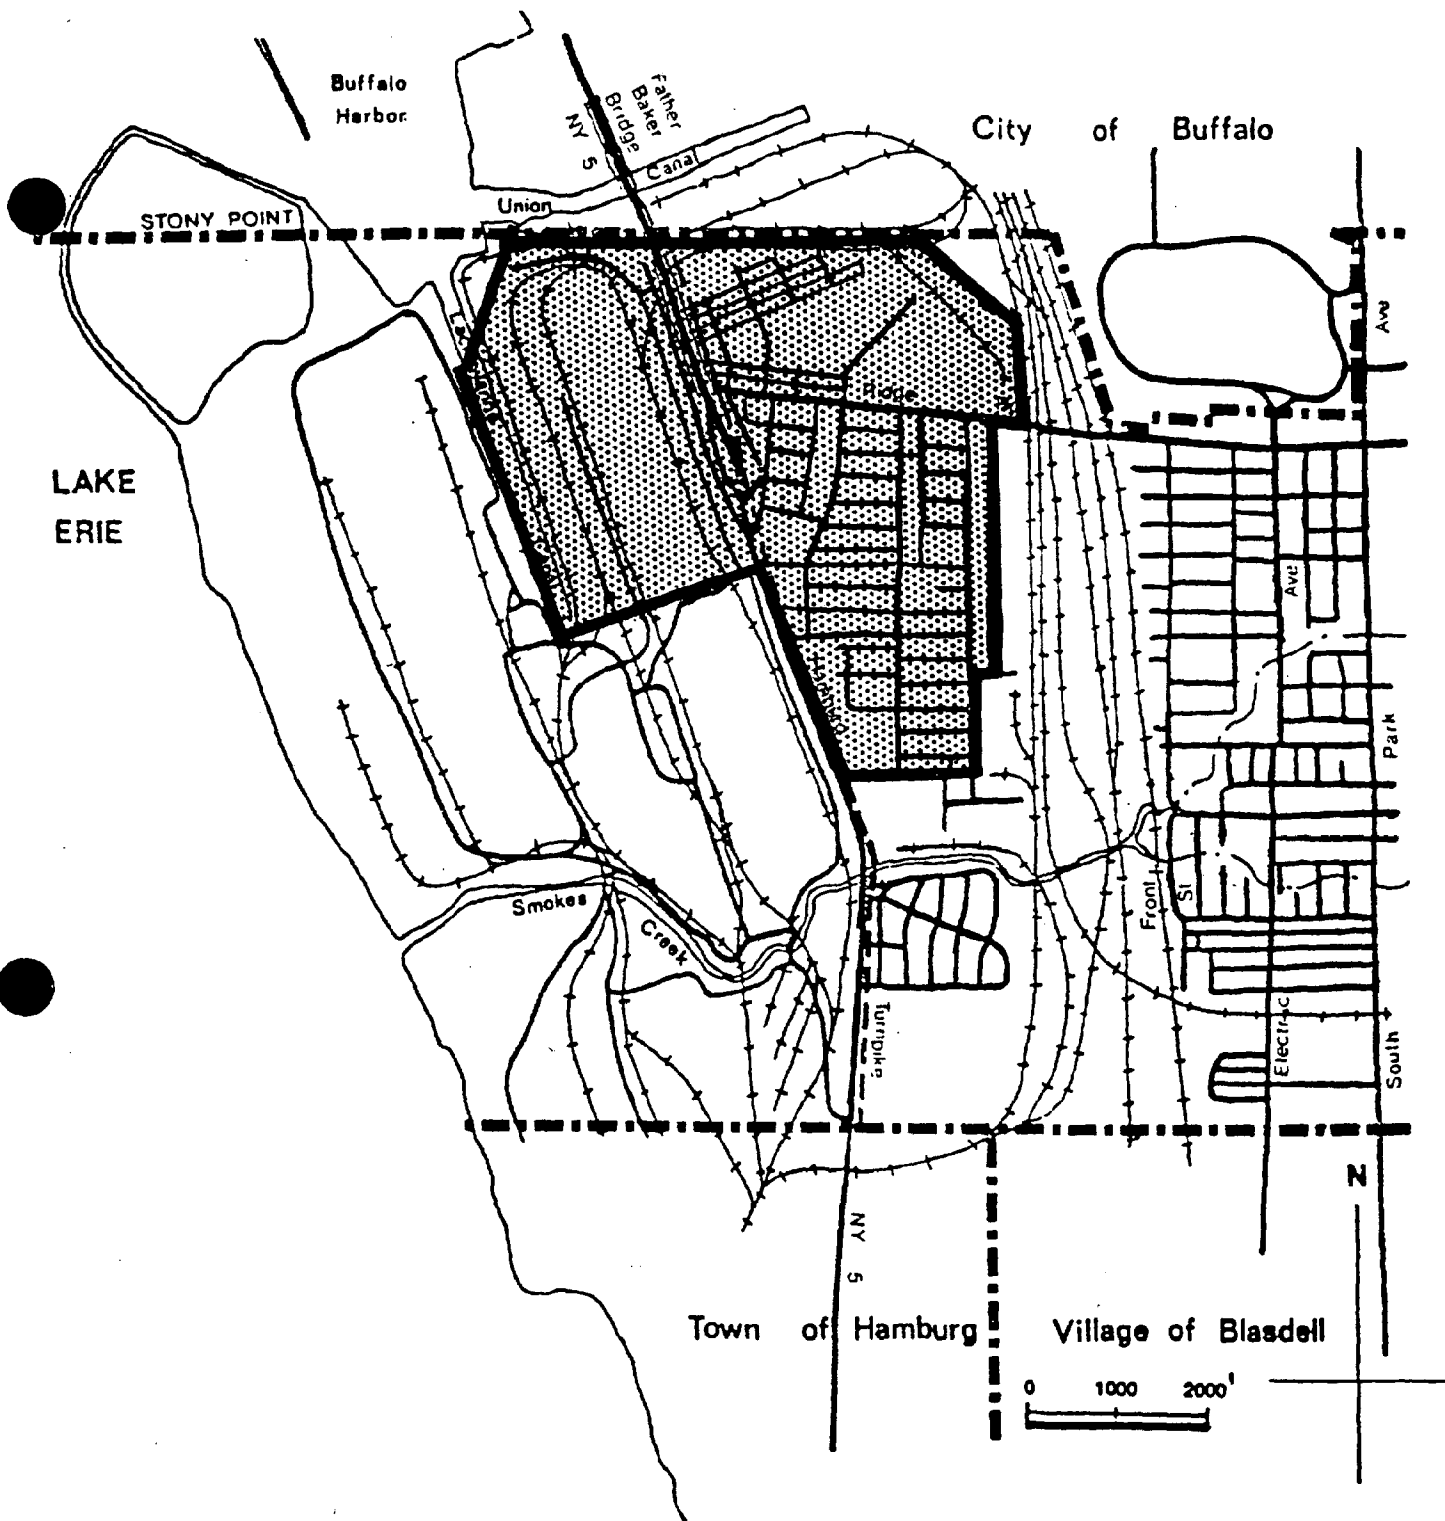 Buffalo
Harbor
Father
Baker
Bridge
NY 5
Canal
Union
City of Buffalo
STONY POINT
Ave
Ridge
LAKE
ERIE
Ave
Hamburg
Park
Smokes
Creek
Front
St
Turnpike
Electric
South
N
NY 5
Town of Hamburg
Village of Blasdell
0 1000 2000'